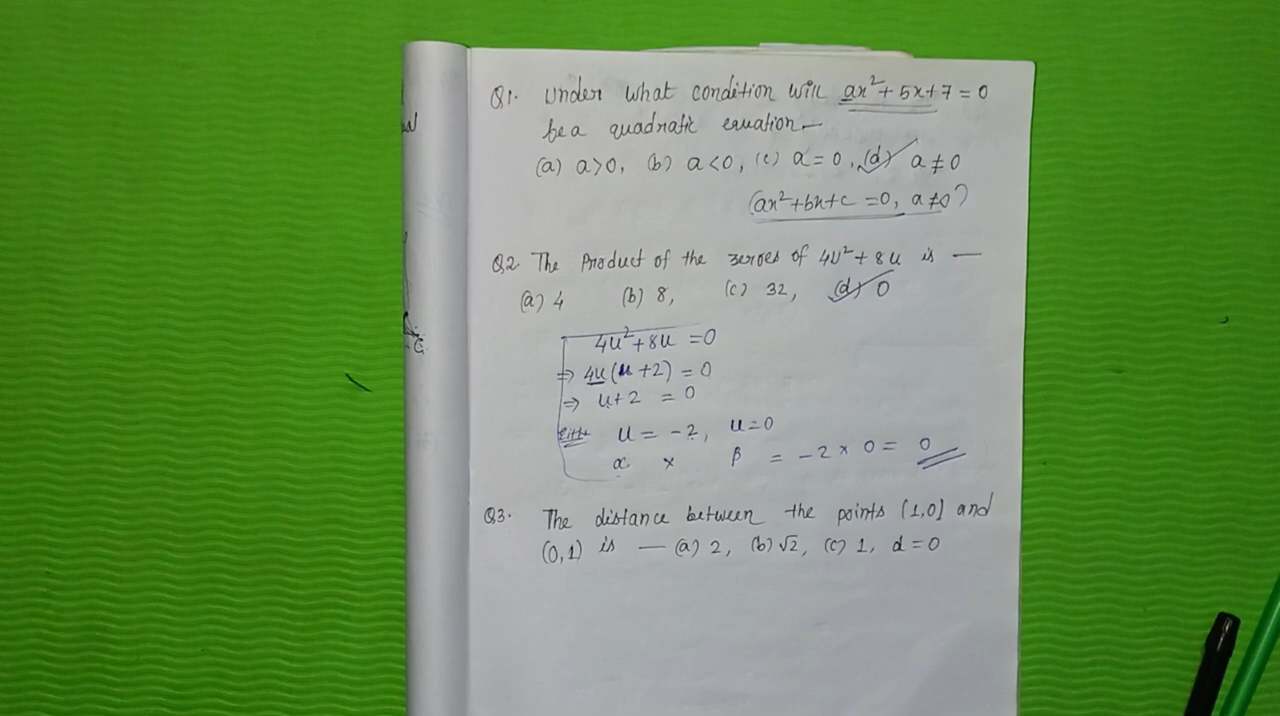 Q1. Under what condition will ax² + 5x + 7 = 0
be a quadratic equation —
(a) a>0, (b) a<0, (c) a = 0, (d) a ≠ 0
(ax² + bx + c = 0, a ≠ 0)
Q2 The Product of the zeroes of 4U² + 8u is —
(a) 4 (b) 8, (c) 32, (d) 0
4u² + 8u = 0
⇒ 4u (u + 2) = 0
⇒ u + 2 = 0
u = -2, u = 0
α × β = -2 × 0 = 0
Q3. The distance between the points (1,0) and
(0,1) is — (a) 2, (b) √2, (c) 1, d = 0